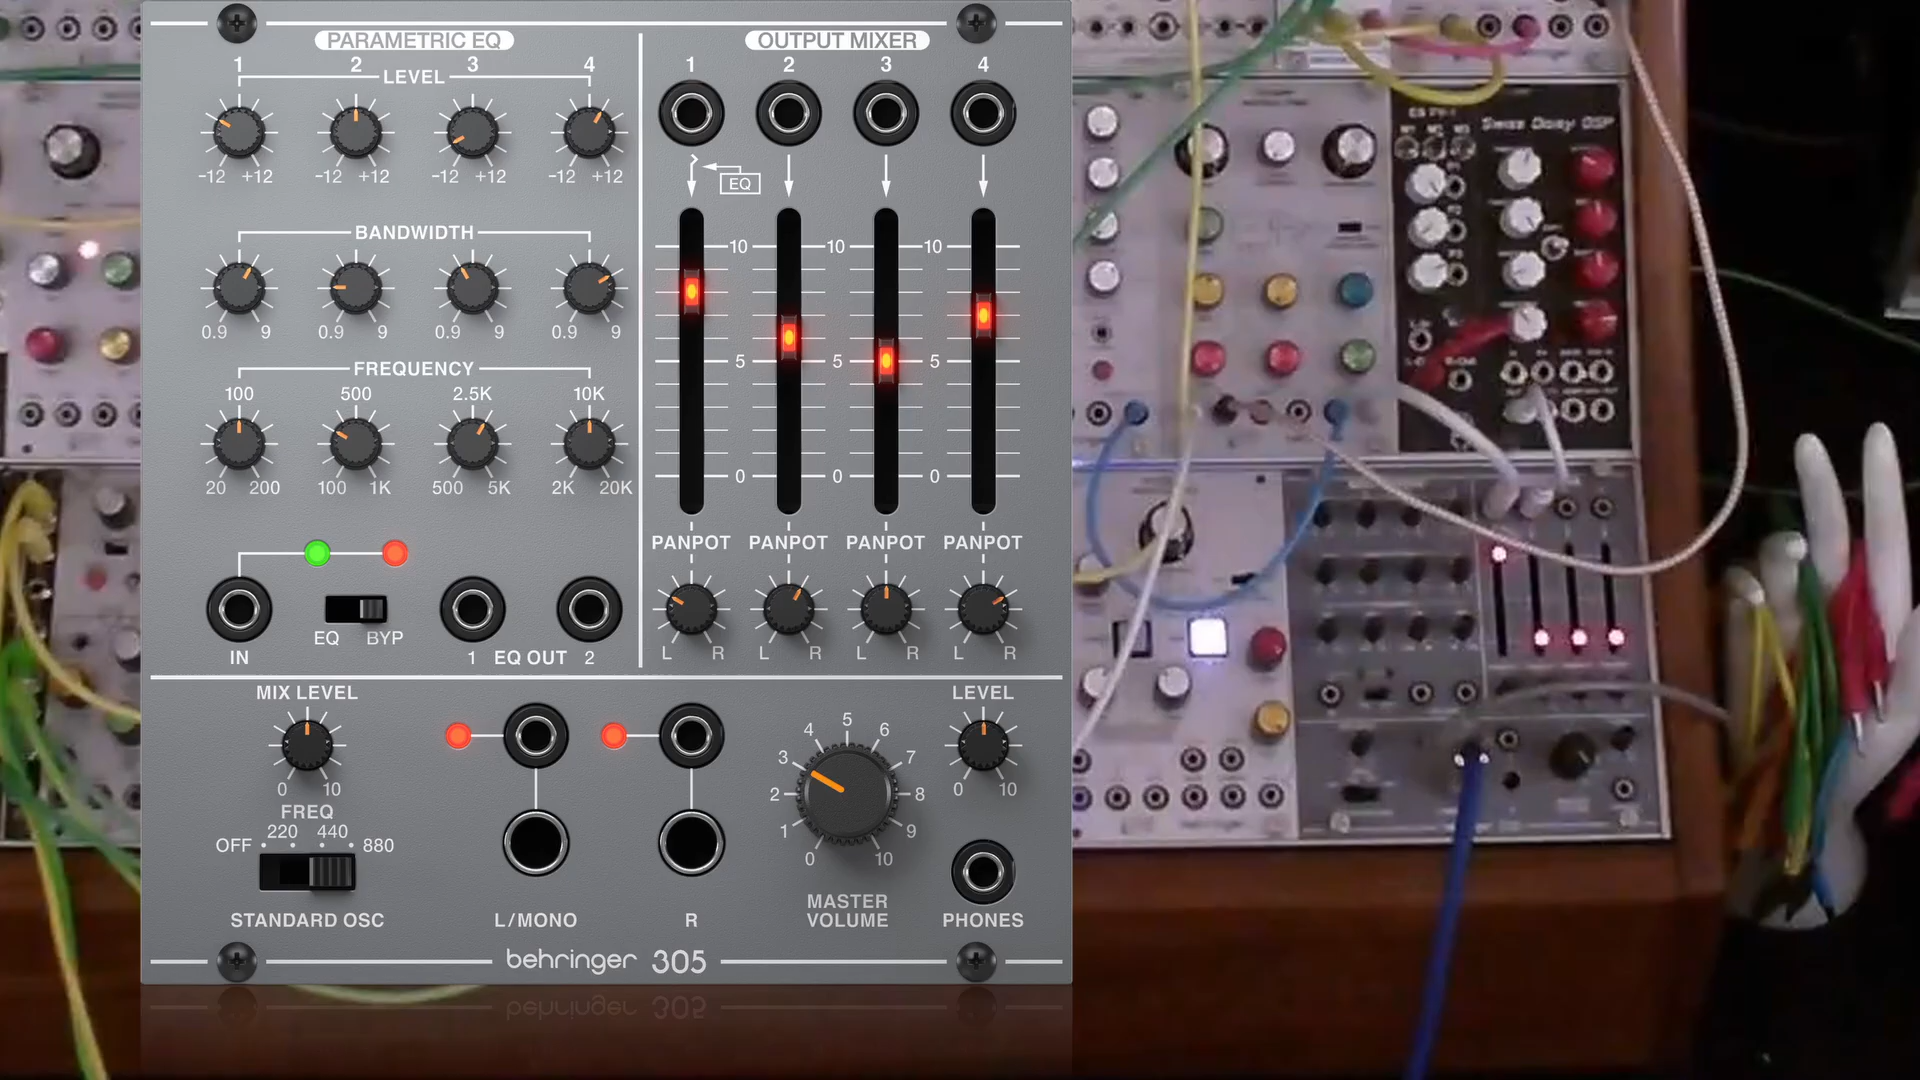 PARAMETRIC EQ
1 2 3 4
LEVEL
-12 +12 -12 +12 -12 +12 -12 +12
BANDWIDTH
0.9 9 0.9 9 0.9 9 0.9 9
FREQUENCY
100 500 2.5K 10K
20 200 100 1K 500 5K 2K 20K
IN
EQ BYP
1 EQ OUT 2
OUTPUT MIXER
1 2 3 4
EQ
10 10 10
5 5 5
0 0 0
PANPOT PANPOT PANPOT PANPOT
L R L R L R L R
MIX LEVEL
0 10
FREQ
OFF 220 440 880
STANDARD OSC
L/MONO
R
0 1 2 3 4 5 6 7 8 9 10
MASTER
VOLUME
LEVEL
0 10
PHONES
behringer 305
Swiss Daisy DSP